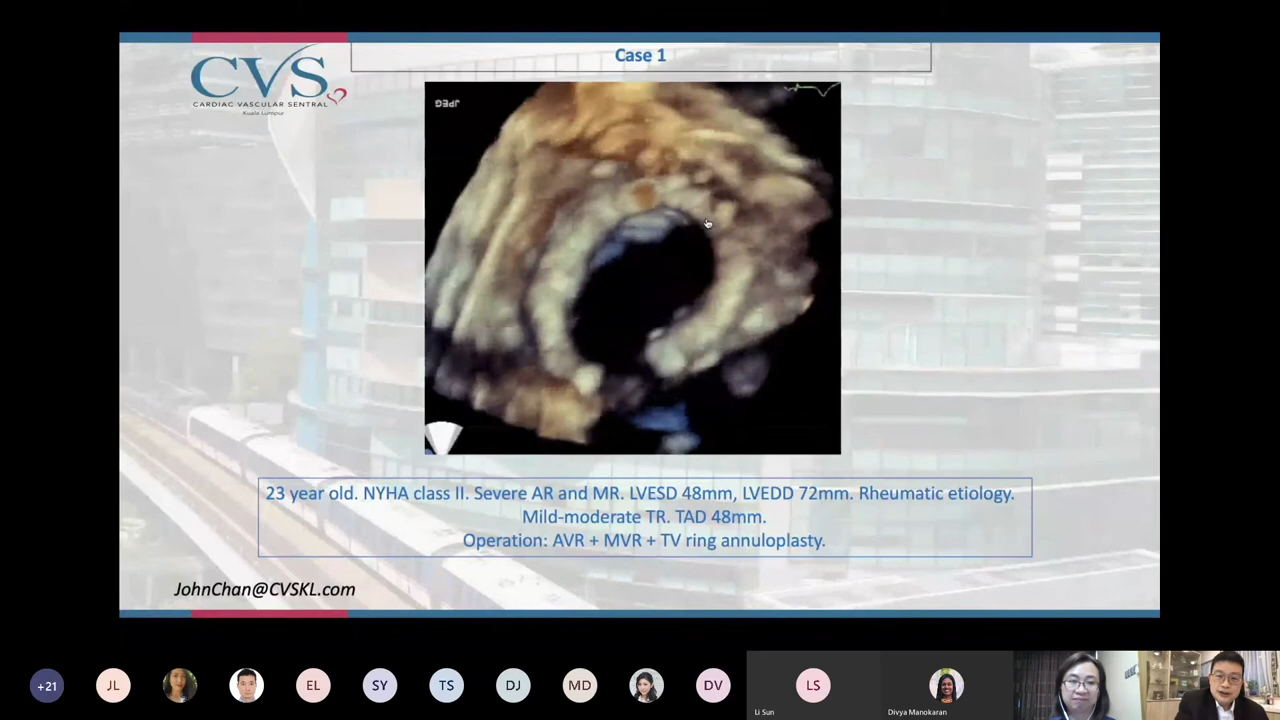 Case 1
CVS
CARDIAC VASCULAR SENTRAL
Kuala Lumpur
JPEG
23 year old. NYHA class II. Severe AR and MR. LVESD 48mm, LVEDD 72mm. Rheumatic etiology.
Mild-moderate TR. TAD 48mm.
Operation: AVR + MVR + TV ring annuloplasty.
JohnChan@CVSKL.com
+21
JL
EL
SY
TS
DJ
MD
DV
LS
Li Sun
Divya Manokaran